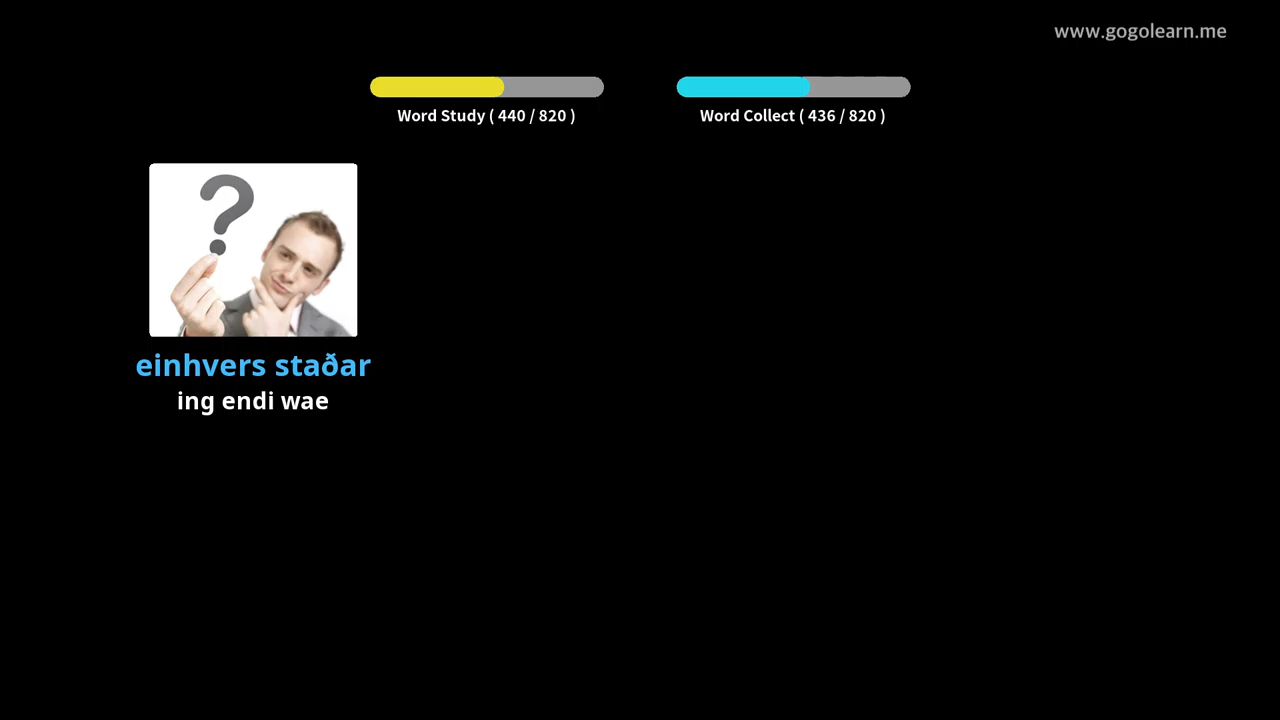 www.gogolearn.me
Word Study ( 440 / 820 )
Word Collect ( 436 / 820 )
?
einhvers staðar
ing endi wae